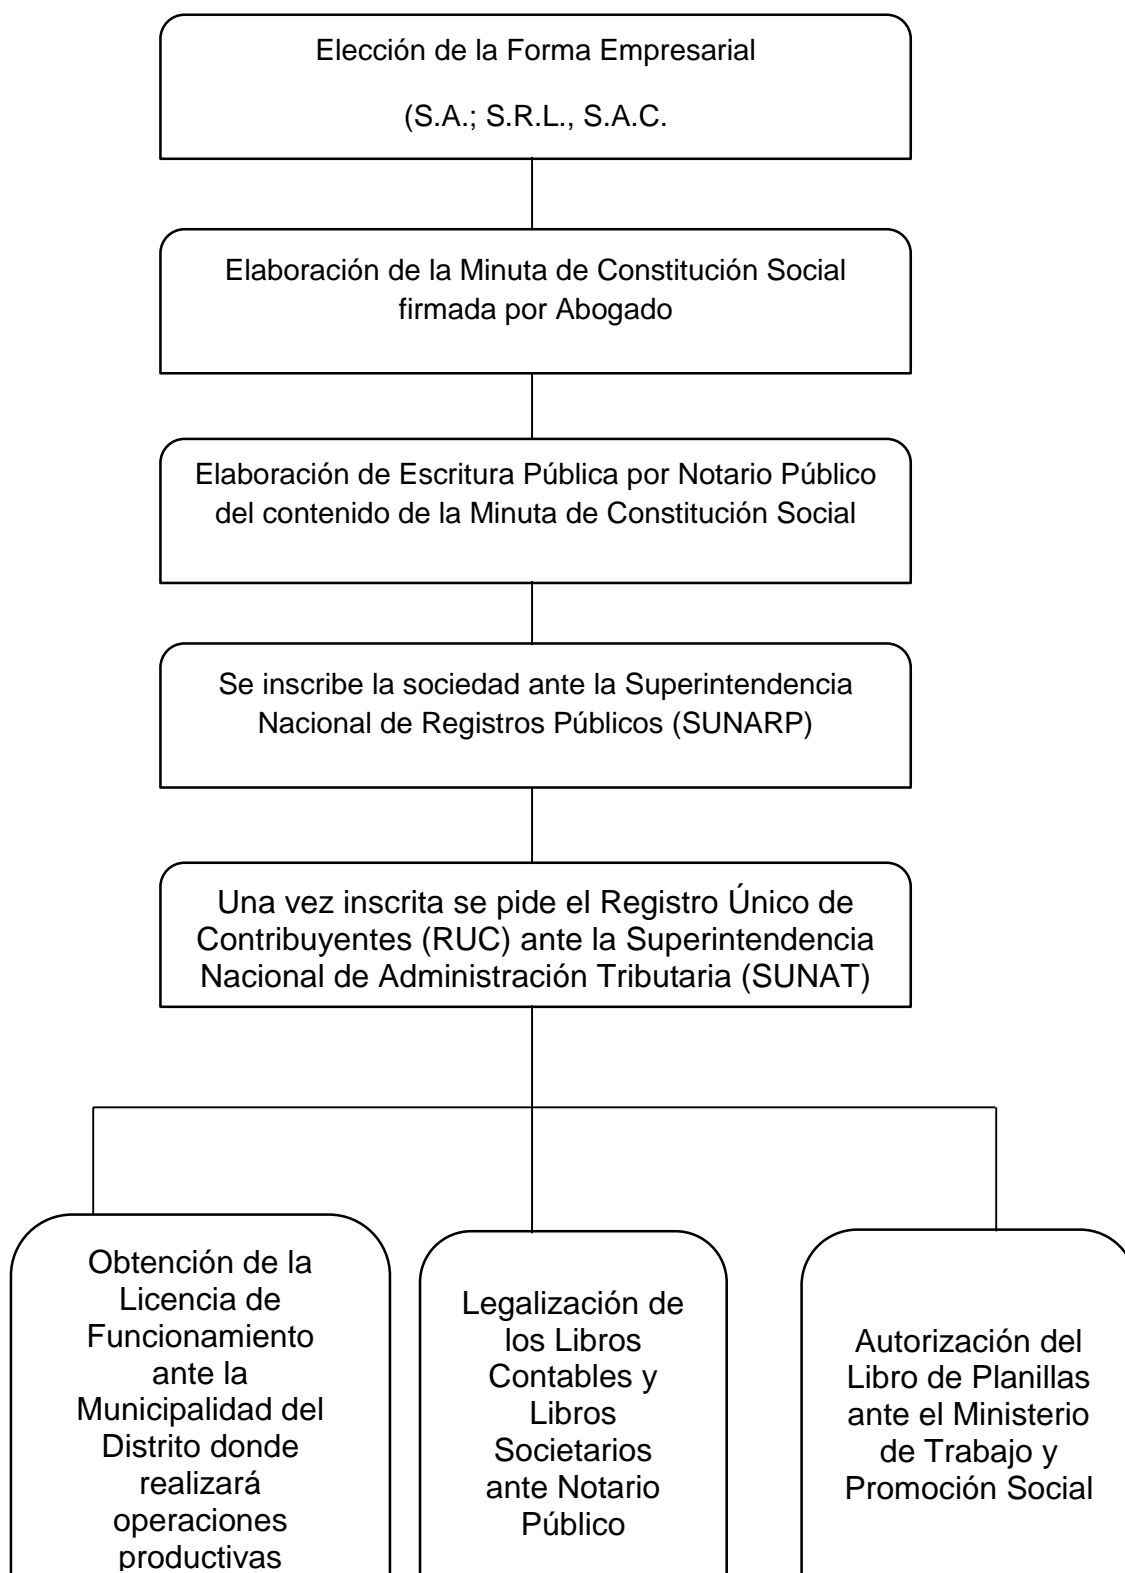 Elección de la Forma Empresarial
(S.A.; S.R.L., S.A.C.
Elaboración de la Minuta de Constitución Social
firmada por Abogado
Elaboración de Escritura Pública por Notario Público
del contenido de la Minuta de Constitución Social
Se inscribe la sociedad ante la Superintendencia
Nacional de Registros Públicos (SUNARP)
Una vez inscrita se pide el Registro Único de
Contribuyentes (RUC) ante la Superintendencia
Nacional de Administración Tributaria (SUNAT)
Obtención de la
Licencia de
Funcionamiento
ante la
Municipalidad del
Distrito donde
realizará
operaciones
productivas
Legalización de
los Libros
Contables y
Libros
Societarios
ante Notario
Público
Autorización del
Libro de Planillas
ante el Ministerio
de Trabajo y
Promoción Social